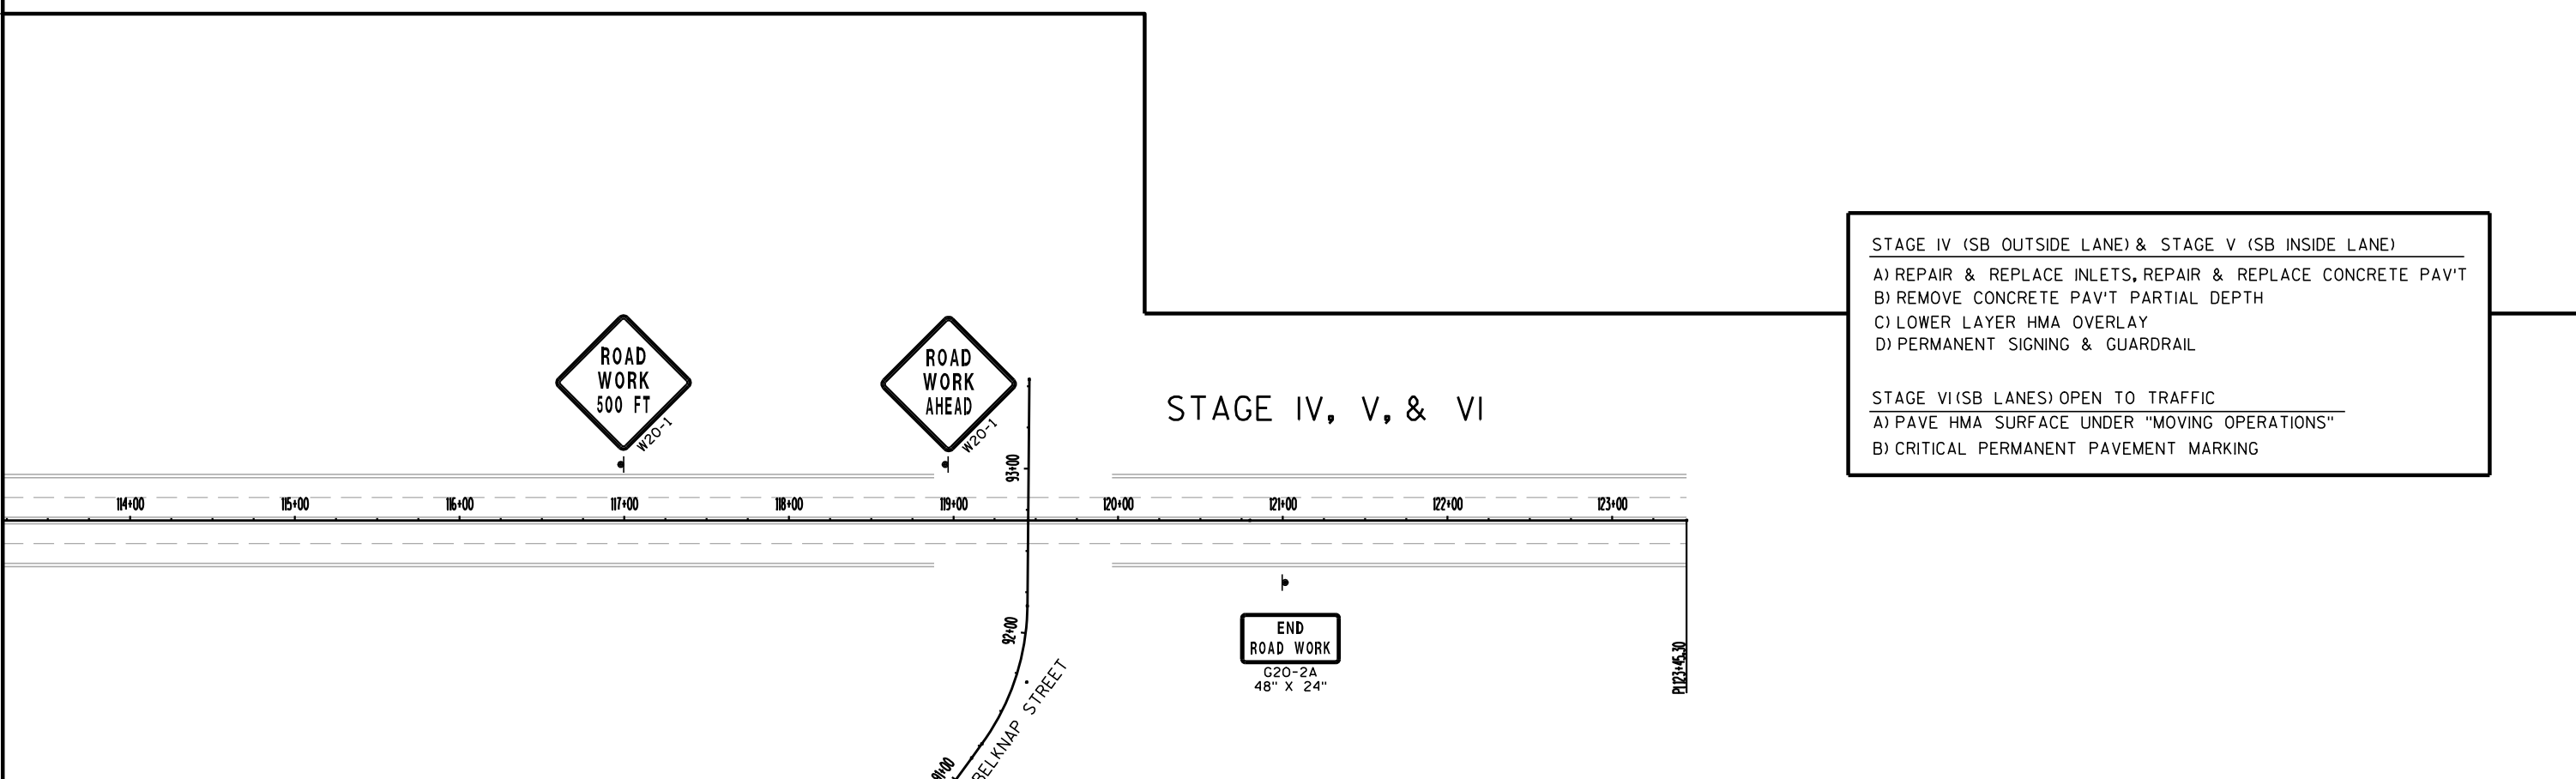 STAGE IV (SB OUTSIDE LANE) & STAGE V (SB INSIDE LANE)
A) REPAIR & REPLACE INLETS, REPAIR & REPLACE CONCRETE PAV'T
B) REMOVE CONCRETE PAV'T PARTIAL DEPTH
C) LOWER LAYER HMA OVERLAY
D) PERMANENT SIGNING & GUARDRAIL
STAGE VI (SB LANES) OPEN TO TRAFFIC
A) PAVE HMA SURFACE UNDER "MOVING OPERATIONS"
B) CRITICAL PERMANENT PAVEMENT MARKING
ROAD
WORK
500 FT
W20-1
ROAD
WORK
AHEAD
W20-1
STAGE IV, V, & VI
93+00
114+00
115+00
116+00
117+00
118+00
119+00
120+00
121+00
122+00
123+00
92+00
END
ROAD WORK
G20-2A
48" X 24"
PI 123+45.30
BELKNAP STREET
91+00